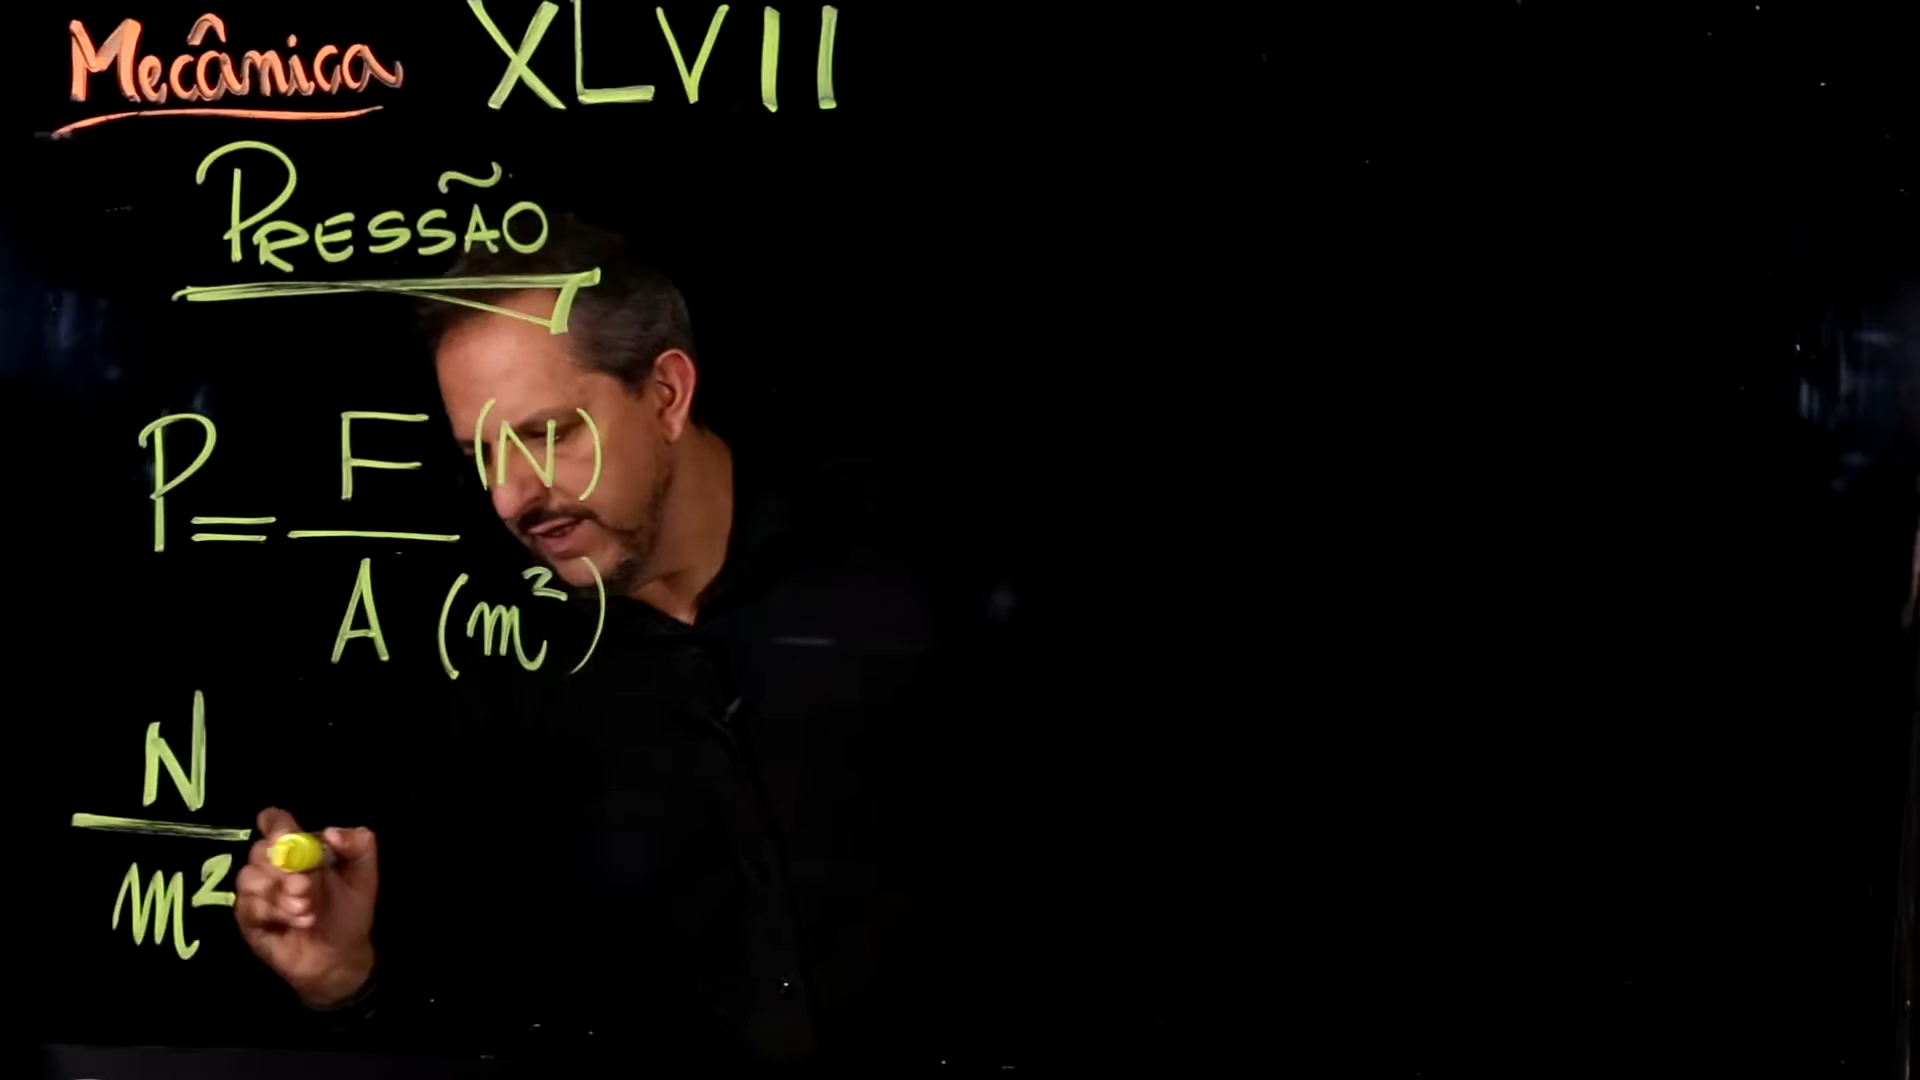 Mecânica XLVII
PRESSÃO
P = F (N)
A (m²)
N
m²